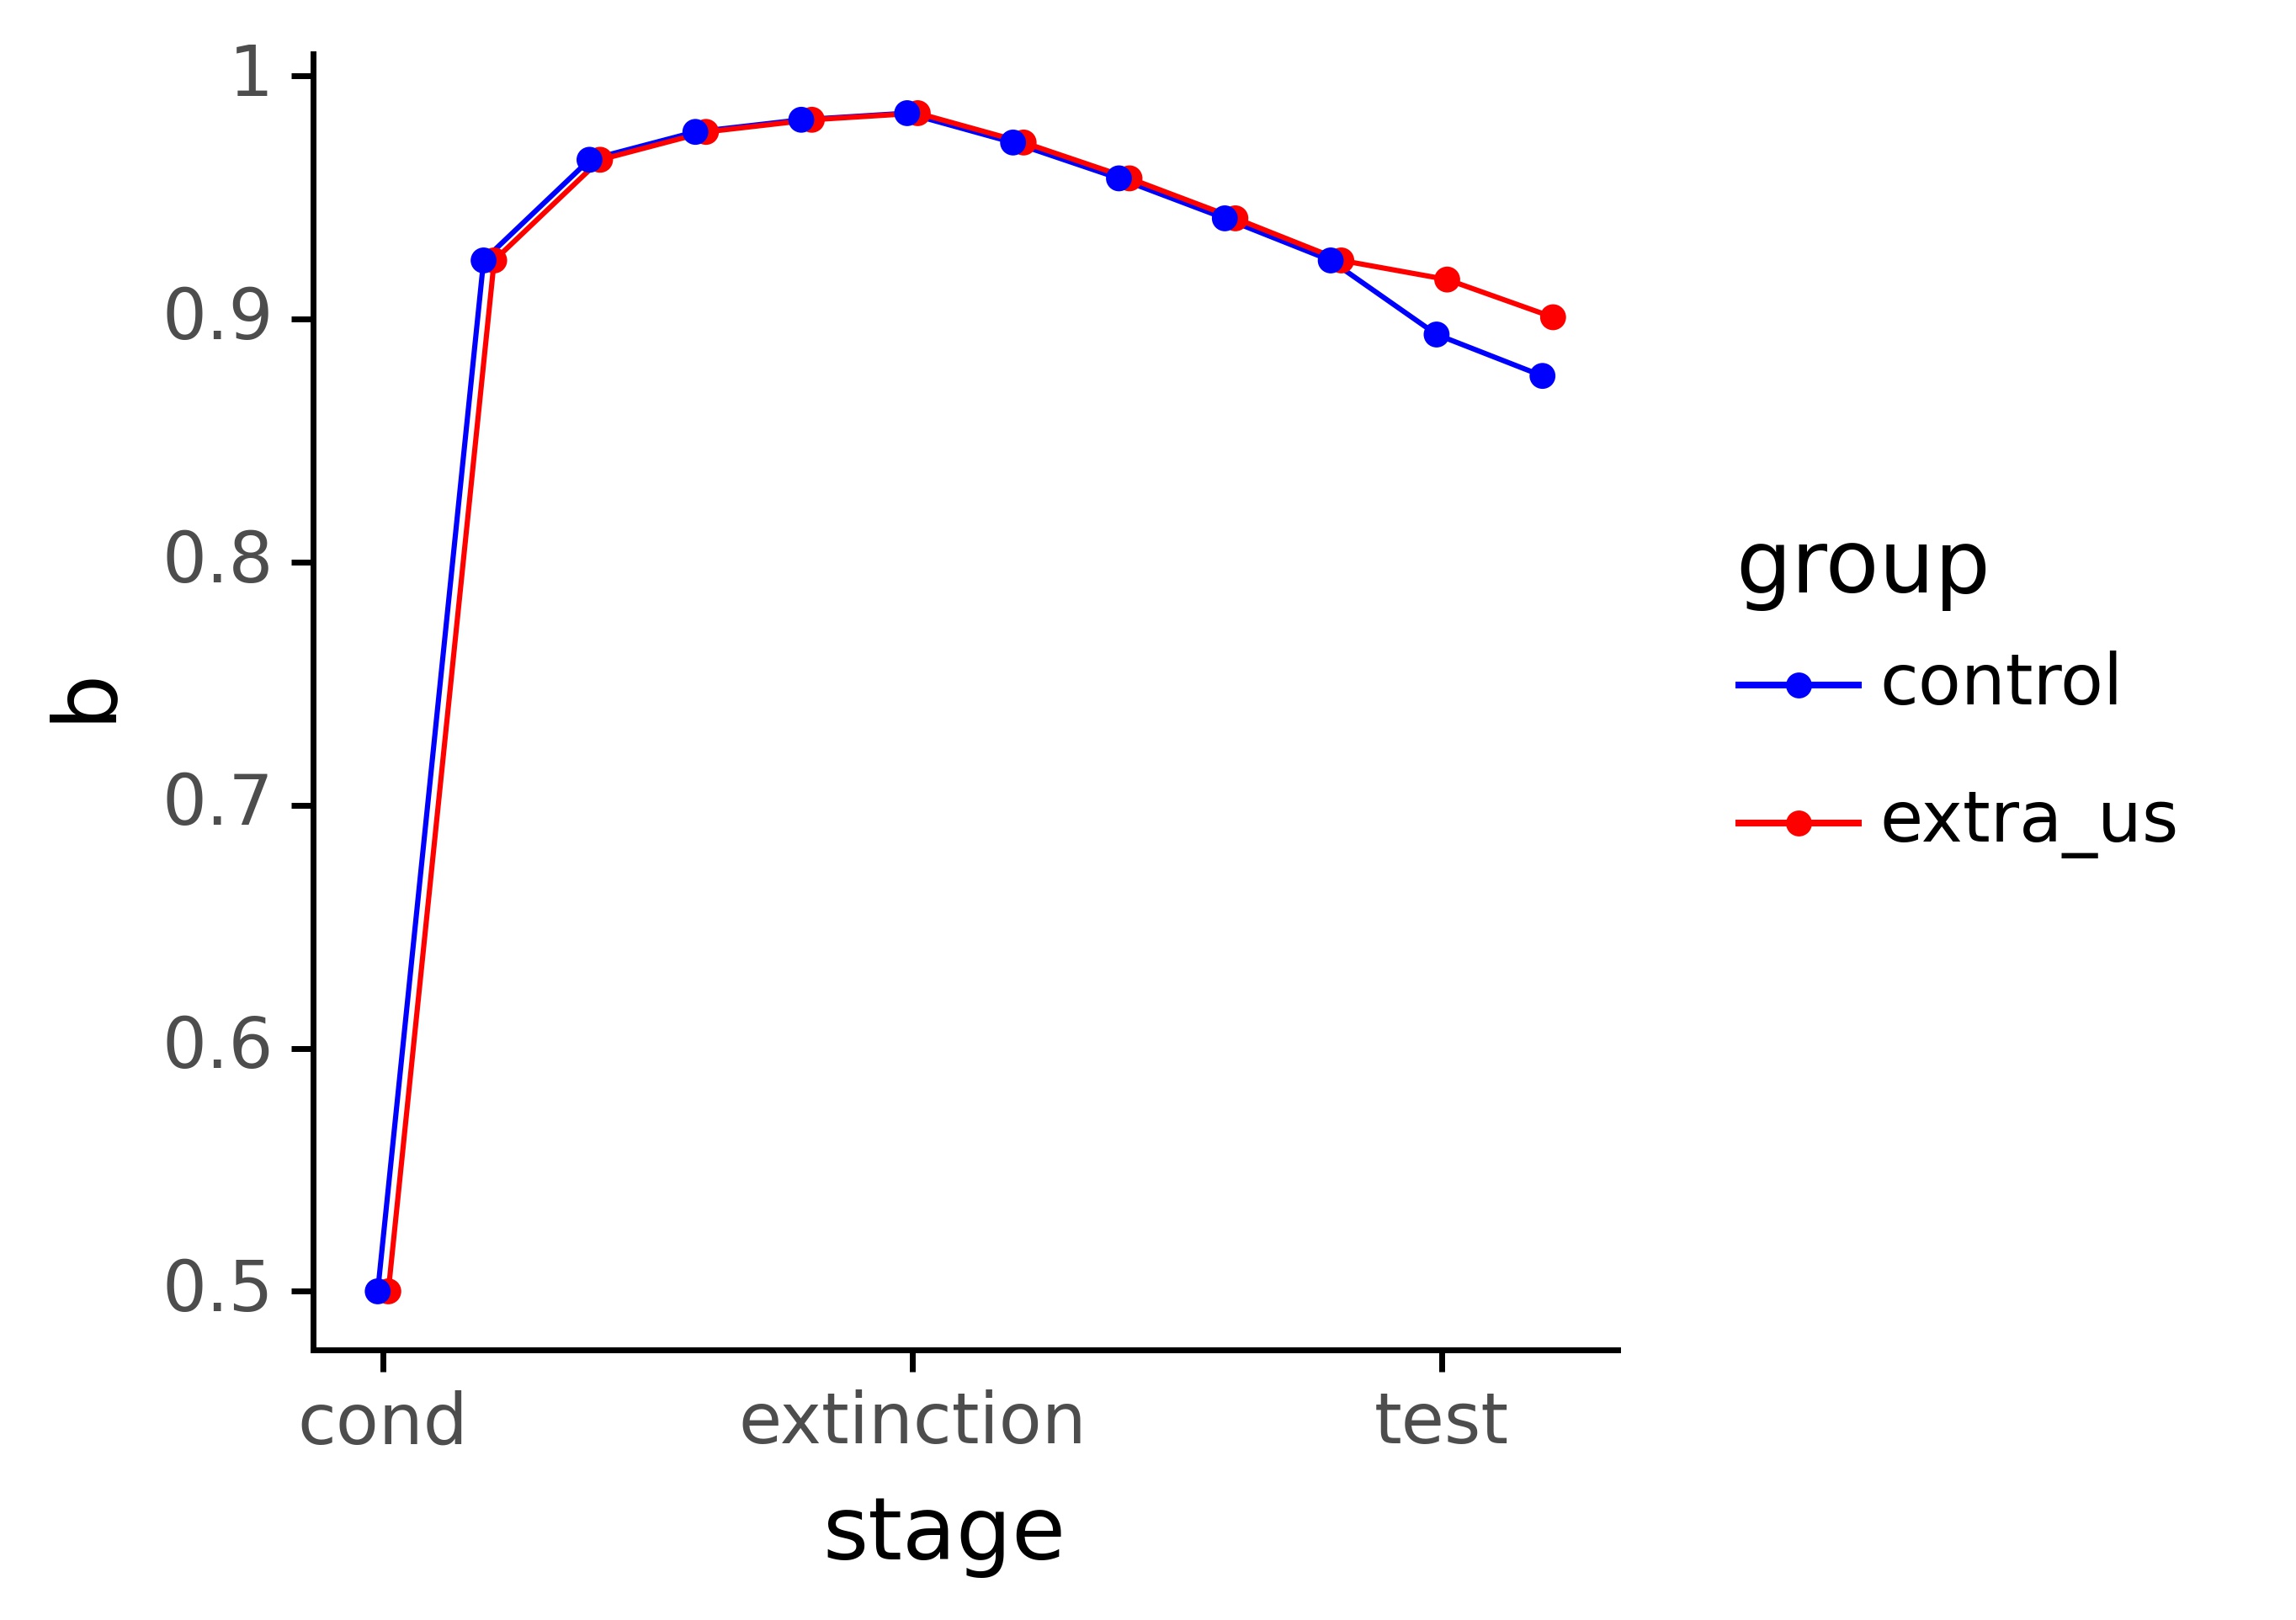 1
0.9
0.8
0.7
0.6
0.5
b
cond extinction test
stage
group
control
extra_us